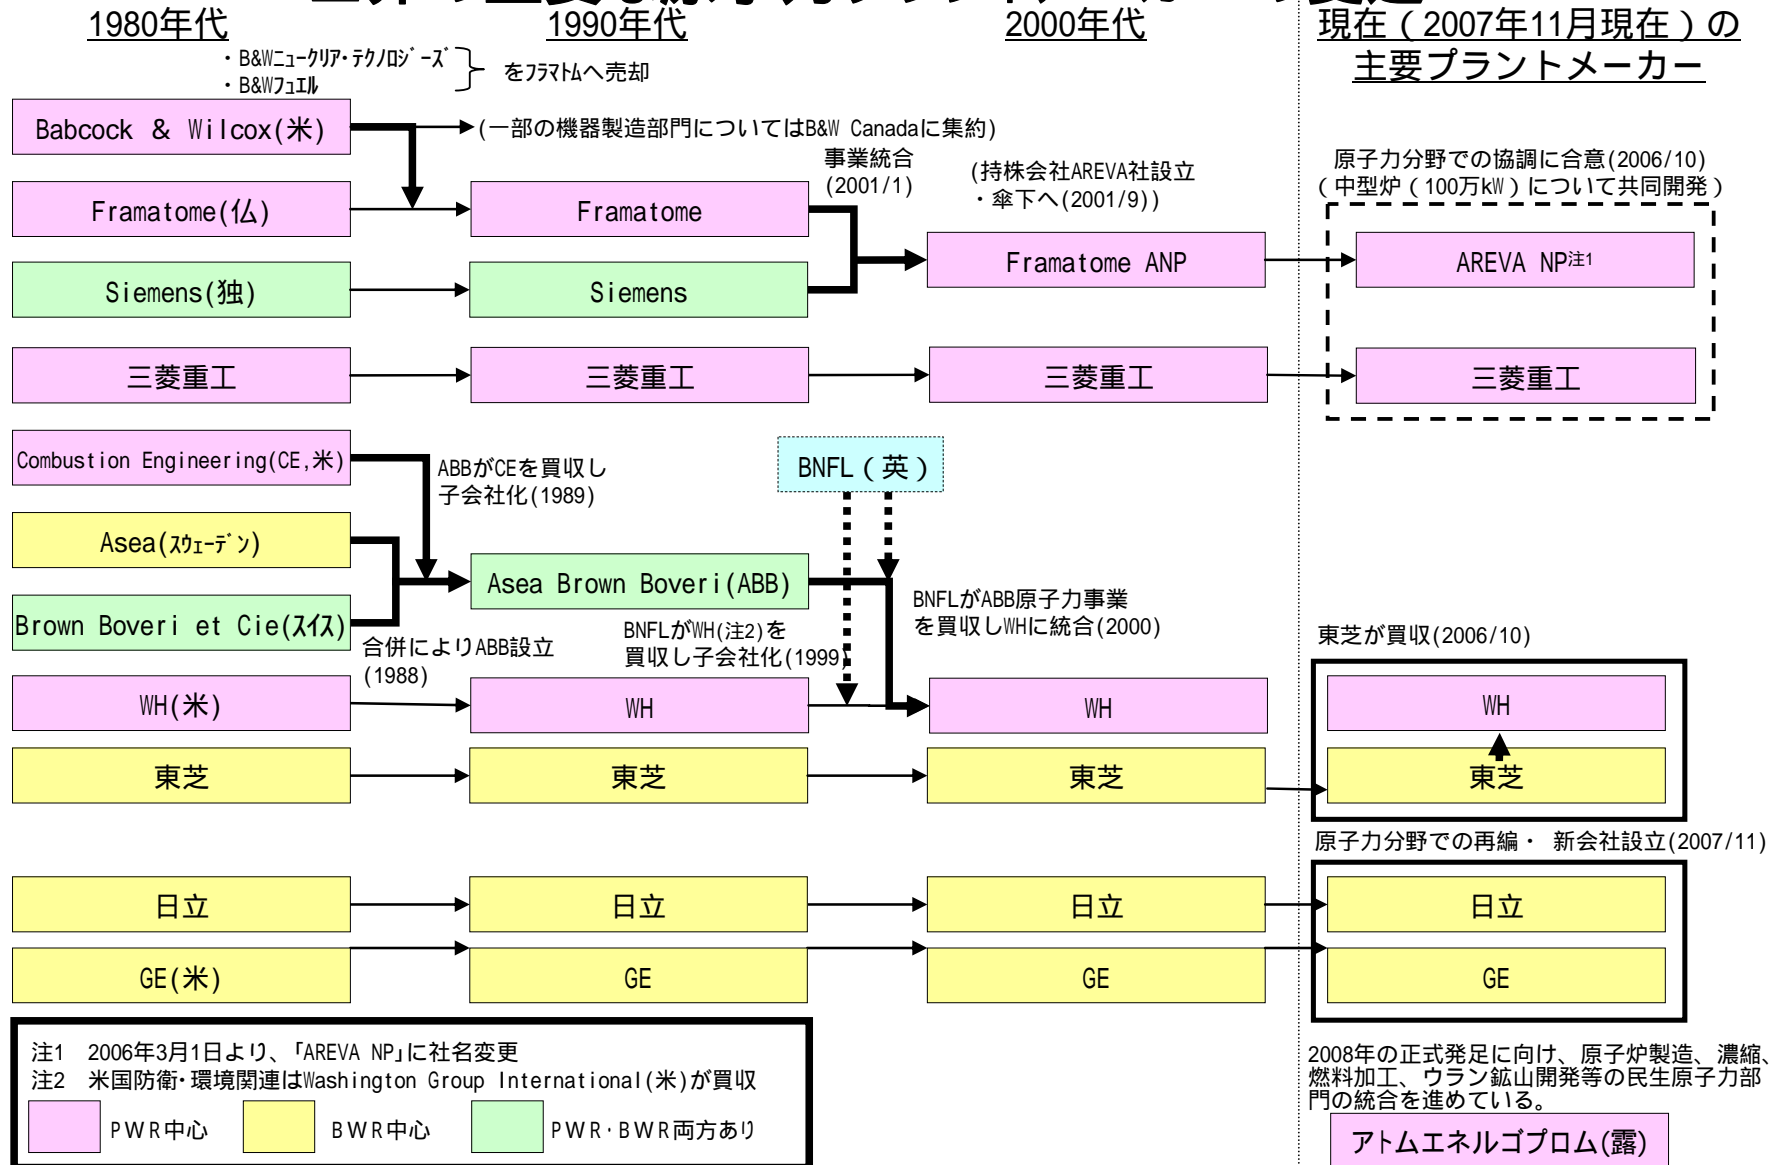 1980年代
1990年代
2000年代
現在(2007年11月現在)の
主要プラントメーカー
・B&Wニュークリア・テクノロジーズ
・B&Wフュエル
をフラマトムへ売却
Babcock & Wilcox(米)
(一部の機器製造部門についてはB&W Canadaに集約)
事業統合
(2001/1)
(持株会社AREVA社設立
・傘下へ(2001/9))
原子力分野での協調に合意(2006/10)
(中型炉(100万kW)について共同開発)
Framatome(仏)
Framatome
Siemens(独)
Siemens
Framatome ANP
AREVA NP注1
三菱重工
三菱重工
三菱重工
三菱重工
Combustion Engineering(CE,米)
ABBがCEを買収し
子会社化(1989)
BNFL(英)
Asea(スウェーデン)
Asea Brown Boveri(ABB)
Brown Boveri et Cie(スイス)
合併によりABB設立
(1988)
BNFLがWH(注2)を
買収し子会社化(1999)
BNFLがABB原子力事業
を買収しWHに統合(2000)
東芝が買収(2006/10)
WH(米)
WH
WH
WH
東芝
東芝
東芝
東芝
原子力分野での再編・ 新会社設立(2007/11)
日立
日立
日立
日立
GE(米)
GE
GE
GE
注1 2006年3月1日より、「AREVA NP」に社名変更
注2 米国防衛・環境関連はWashington Group International(米)が買収
PWR中心
BWR中心
PWR・BWR両方あり
2008年の正式発足に向け、原子炉製造、濃縮、
燃料加工、ウラン鉱山開発等の民生原子力部
門の統合を進めている。
アトムエネルゴプロム(露)